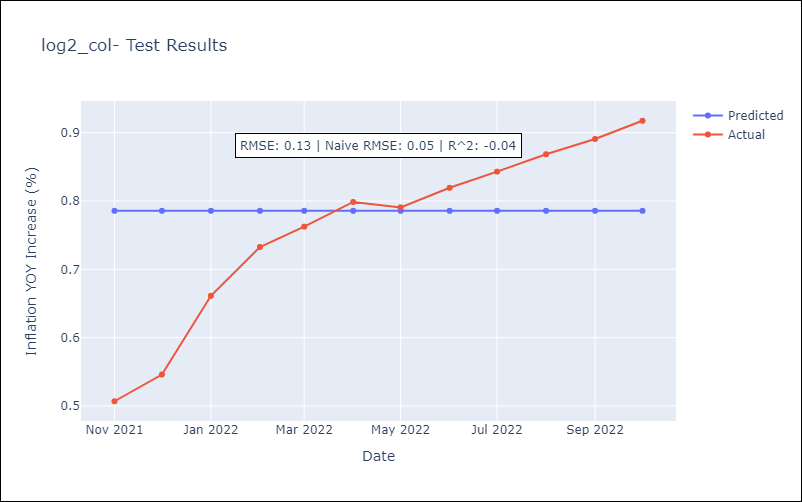 log2_col- Test Results
Predicted
Actual
RMSE: 0.13 | Naive RMSE: 0.05 | R^2: -0.04
Inflation YOY Increase (%)
0.9
0.8
0.7
0.6
0.5
Nov 2021
Jan 2022
Mar 2022
May 2022
Jul 2022
Sep 2022
Date